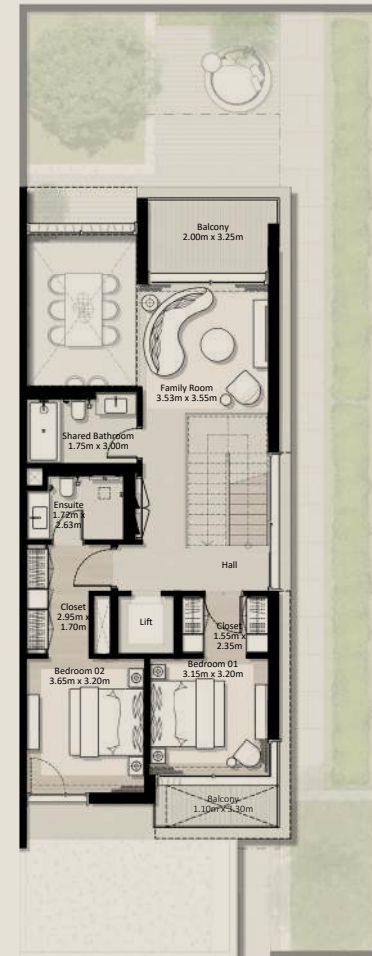 Balcony
2.00m x 3.25m
Family Room
3.53m x 3.55m
Shared Bathroom
1.75m x 3.00m
Ensuite
1.72m x
2.63m
Hall
Closet
2.95m x
1.70m
Lift
Closet
1.55m x
2.35m
Bedroom 02
3.65m x 3.20m
Bedroom 01
3.15m x 3.20m
Balcony
1.10m x 3.30m